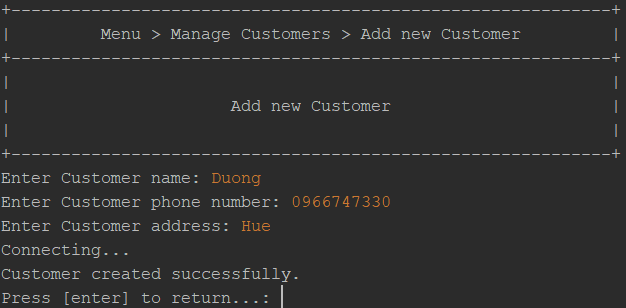 +------------------------------------------------------------+
|         Menu > Manage Customers > Add new Customer         |
+------------------------------------------------------------+
|                                                            |
|                      Add new Customer                      |
|                                                            |
+------------------------------------------------------------+
Enter Customer name: Duong
Enter Customer phone number: 0966747330
Enter Customer address: Hue
Connecting...
Customer created successfully.
Press [enter] to return...: